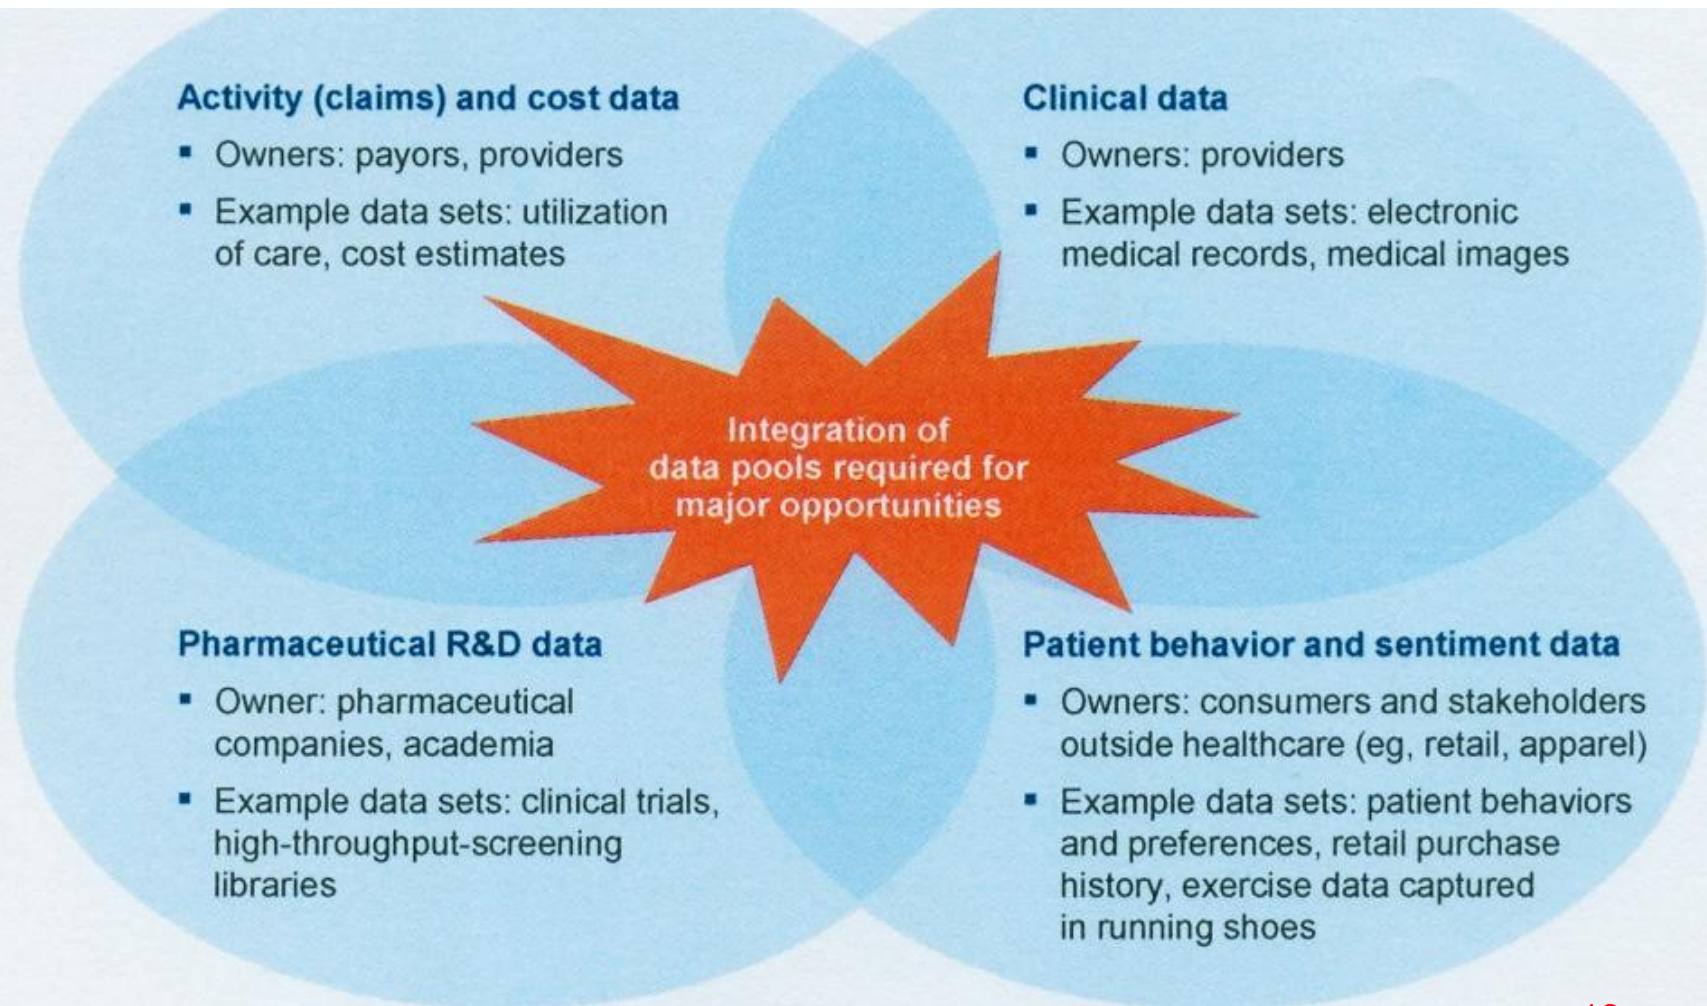 Activity (claims) and cost data
▪ Owners: payors, providers
▪ Example data sets: utilization
of care, cost estimates
Clinical data
▪ Owners: providers
▪ Example data sets: electronic
medical records, medical images
Integration of
data pools required for
major opportunities
Pharmaceutical R&D data
▪ Owner: pharmaceutical
companies, academia
▪ Example data sets: clinical trials,
high-throughput-screening
libraries
Patient behavior and sentiment data
▪ Owners: consumers and stakeholders
outside healthcare (eg, retail, apparel)
▪ Example data sets: patient behaviors
and preferences, retail purchase
history, exercise data captured
in running shoes